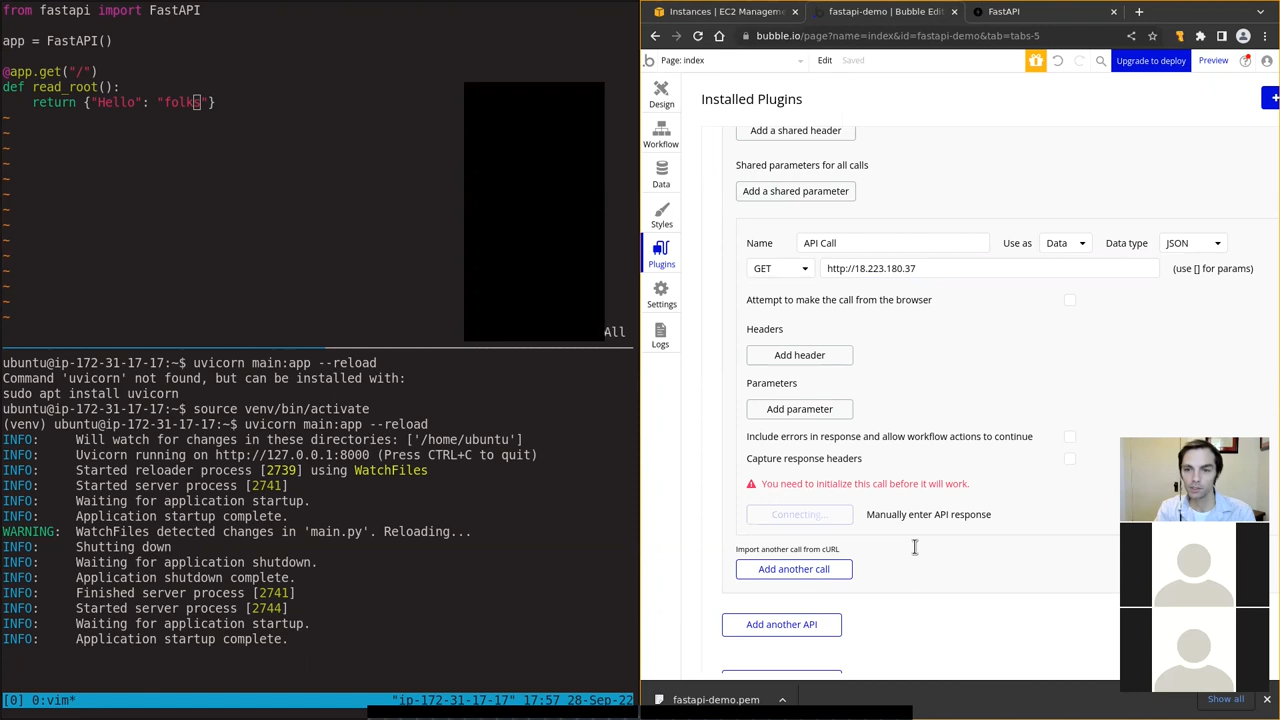 from fastapi import FastAPI
app = FastAPI()
@app.get("/")
def read_root():
return {"Hello": "folks"}
~
~
~
~
~
~
~
~
~
~
~
~
~
~
All
ubuntu@ip-172-31-17-17:~$ uvicorn main:app --reload
Command 'uvicorn' not found, but can be installed with:
sudo apt install uvicorn
ubuntu@ip-172-31-17-17:~$ source venv/bin/activate
(venv) ubuntu@ip-172-31-17-17:~$ uvicorn main:app --reload
INFO: Will watch for changes in these directories: ['/home/ubuntu']
INFO: Uvicorn running on http://127.0.0.1:8000 (Press CTRL+C to quit)
INFO: Started reloader process [2739] using WatchFiles
INFO: Started server process [2741]
INFO: Waiting for application startup.
INFO: Application startup complete.
WARNING: WatchFiles detected changes in 'main.py'. Reloading...
INFO: Shutting down
INFO: Waiting for application shutdown.
INFO: Application shutdown complete.
INFO: Finished server process [2741]
INFO: Started server process [2744]
INFO: Waiting for application startup.
INFO: Application startup complete.
[0] 0:vim* "ip-172-31-17-17" 17:57 28-Sep-22
Instances | EC2 Manageme
fastapi-demo | Bubble Edit
FastAPI
bubble.io/page?name=index&id=fastapi-demo&tab=tabs-5
Page: index
Edit
Saved
Upgrade to deploy
Preview
Design
Workflow
Data
Styles
Plugins
Settings
Logs
Installed Plugins
Add a shared header
Shared parameters for all calls
Add a shared parameter
Name API Call Use as Data Data type JSON
GET http://18.223.180.37 (use [] for params)
Attempt to make the call from the browser
Headers
Add header
Parameters
Add parameter
Include errors in response and allow workflow actions to continue
Capture response headers
You need to initialize this call before it will work.
Connecting... Manually enter API response
Import another call from cURL
Add another call
Add another API
fastapi-demo.pem
Show all